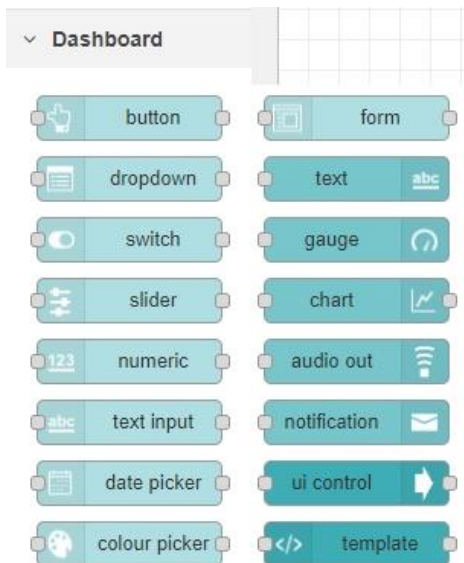 Dashboard
button
form
dropdown
text
abc
switch
gauge
slider
chart
123
numeric
audio out
abc
text input
notification
date picker
ui control
colour picker
</>
template